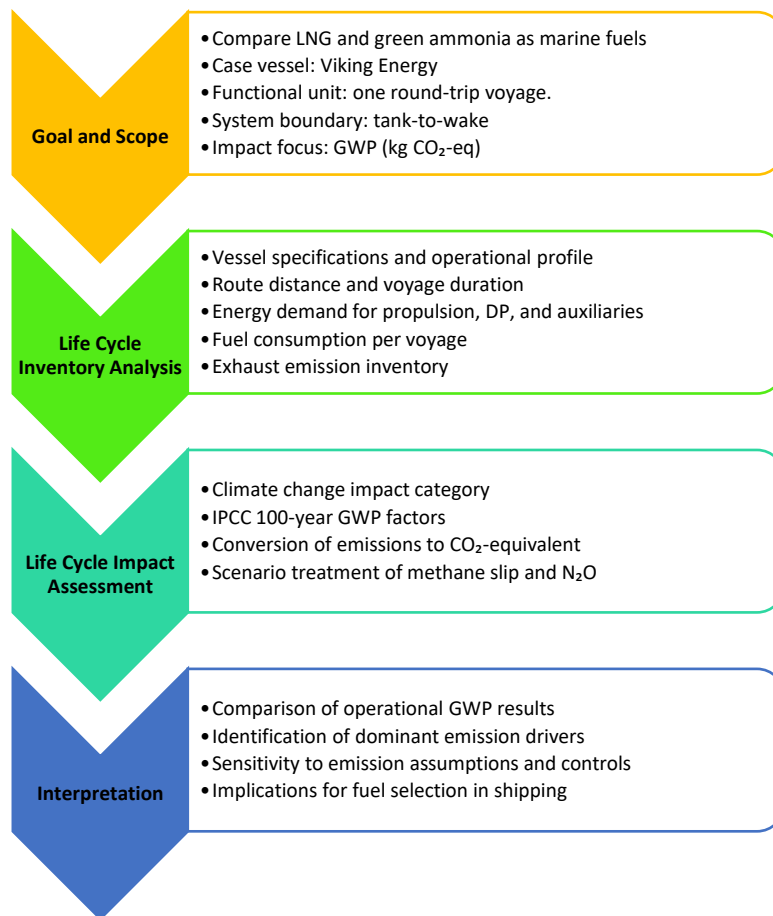 Goal and Scope
•Compare LNG and green ammonia as marine fuels
•Case vessel: Viking Energy
•Functional unit: one round-trip voyage.
•System boundary: tank-to-wake
•Impact focus: GWP (kg CO₂-eq)
Life Cycle
Inventory Analysis
•Vessel specifications and operational profile
•Route distance and voyage duration
•Energy demand for propulsion, DP, and auxiliaries
•Fuel consumption per voyage
•Exhaust emission inventory
Life Cycle Impact
Assessment
•Climate change impact category
•IPCC 100-year GWP factors
•Conversion of emissions to CO₂-equivalent
•Scenario treatment of methane slip and N₂O
Interpretation
•Comparison of operational GWP results
•Identification of dominant emission drivers
•Sensitivity to emission assumptions and controls
•Implications for fuel selection in shipping